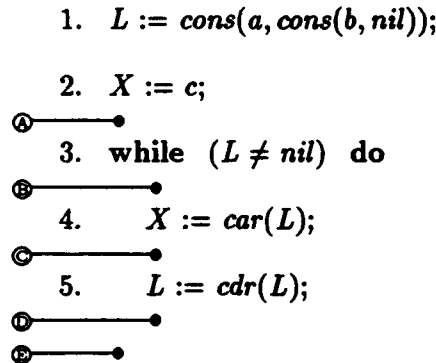 1. L := cons(a, cons(b, nil));
2. X := c;
A
3. while (L ≠ nil) do
B
4. X := car(L);
C
5. L := cdr(L);
D
E